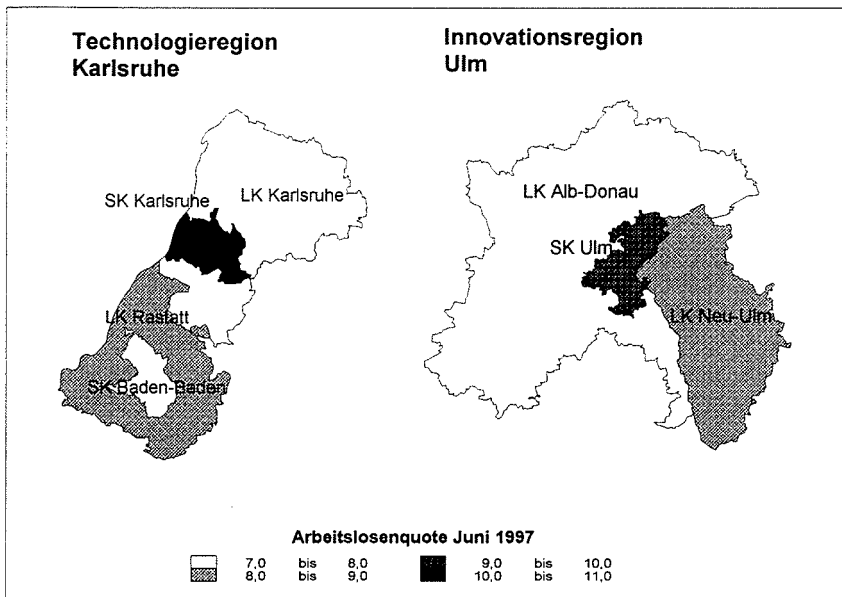 Technologieregion
Karlsruhe
Innovationsregion
Ulm
LK Karlsruhe
SK Karlsruhe
LK Rastatt
SK Baden-Baden
LK Alb-Donau
SK Ulm
LK Neu-Ulm
Arbeitslosenquote Juni 1997
7,0 bis 8,0 9,0 bis 10,0
8,0 bis 9,0 10,0 bis 11,0